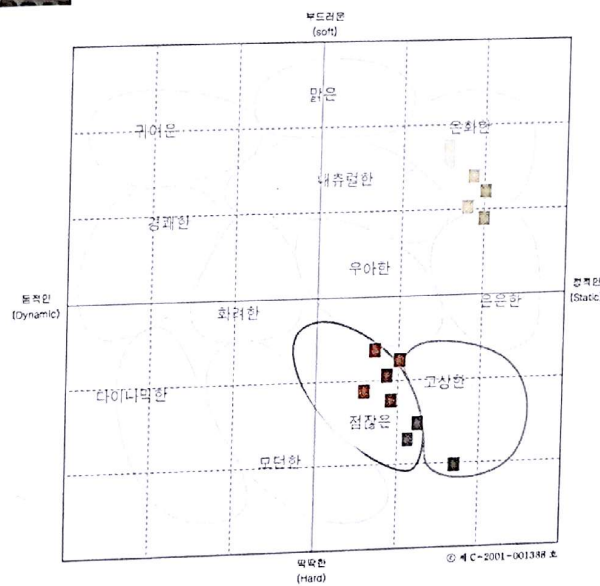 부드러운
(soft)
맑은
귀여운
온화한
내츄럴한
경쾌한
우아한
동적인
(Dynamic)
정적인
(Static)
은은한
화려한
고상한
다이나믹한
점잖은
모던한
딱딱한
(Hard)
ⓒ 제 C-2001-001388 호